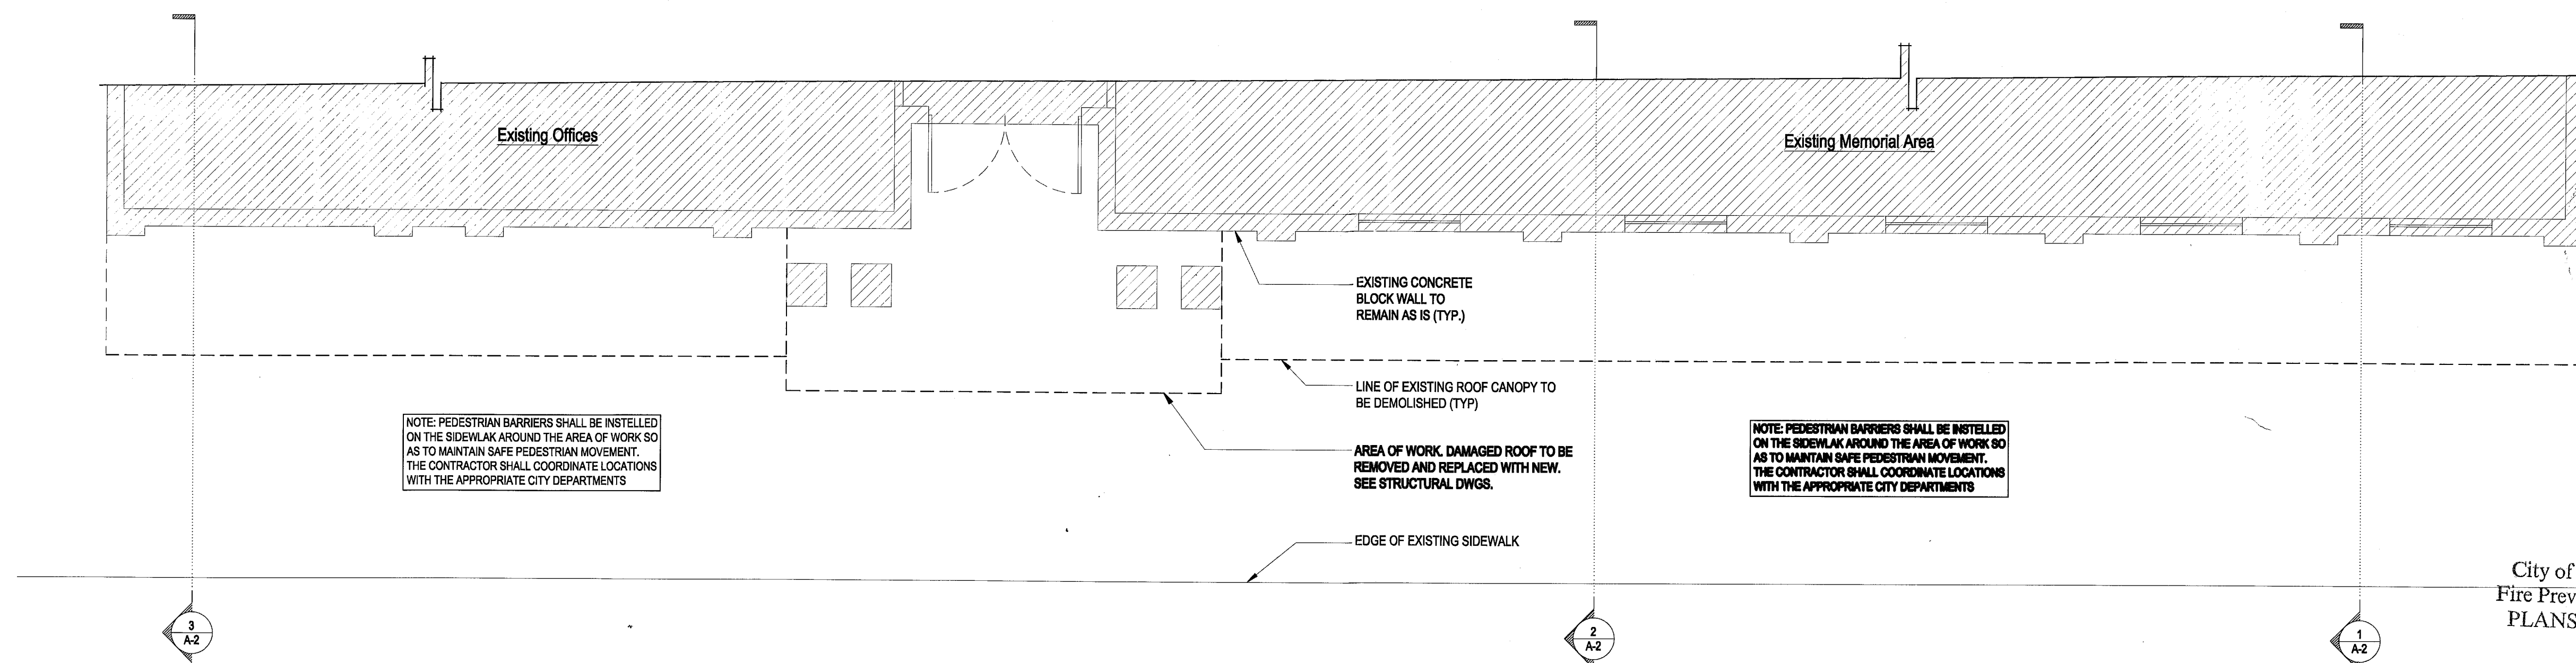 Existing Offices
Existing Memorial Area
EXISTING CONCRETE
BLOCK WALL TO
REMAIN AS IS (TYP.)
LINE OF EXISTING ROOF CANOPY TO
BE DEMOLISHED (TYP)
NOTE: PEDESTRIAN BARRIERS SHALL BE INSTELLED
ON THE SIDEWLAK AROUND THE AREA OF WORK SO
AS TO MAINTAIN SAFE PEDESTRIAN MOVEMENT.
THE CONTRACTOR SHALL COORDINATE LOCATIONS
WITH THE APPROPRIATE CITY DEPARTMENTS
AREA OF WORK. DAMAGED ROOF TO BE
REMOVED AND REPLACED WITH NEW.
SEE STRUCTURAL DWGS.
NOTE: PEDESTRIAN BARRIERS SHALL BE INSTELLED
ON THE SIDEWLAK AROUND THE AREA OF WORK SO
AS TO MAINTAIN SAFE PEDESTRIAN MOVEMENT.
THE CONTRACTOR SHALL COORDINATE LOCATIONS
WITH THE APPROPRIATE CITY DEPARTMENTS
EDGE OF EXISTING SIDEWALK
City of
Fire Prev
PLANS
3
A-2
2
A-2
1
A-2